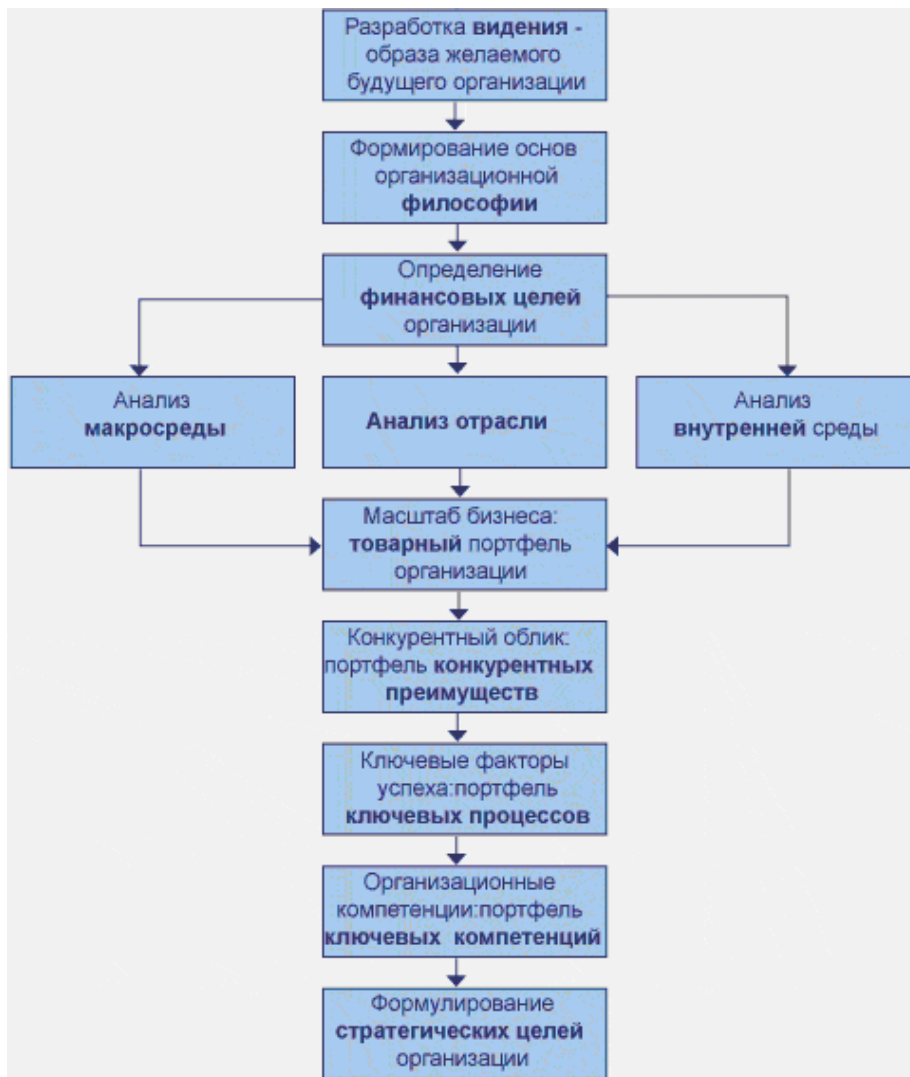 Разработка видения -
образа желаемого
будущего организации
Формирование основ
организационной
философии
Определение
финансовых целей
организации
Анализ
макросреды
Анализ отрасли
Анализ
внутренней среды
Масштаб бизнеса:
товарный портфель
организации
Конкурентный облик:
портфель конкурентных
преимуществ
Ключевые факторы
успеха:портфель
ключевых процессов
Организационные
компетенции:портфель
ключевых компетенций
Формулирование
стратегических целей
организации